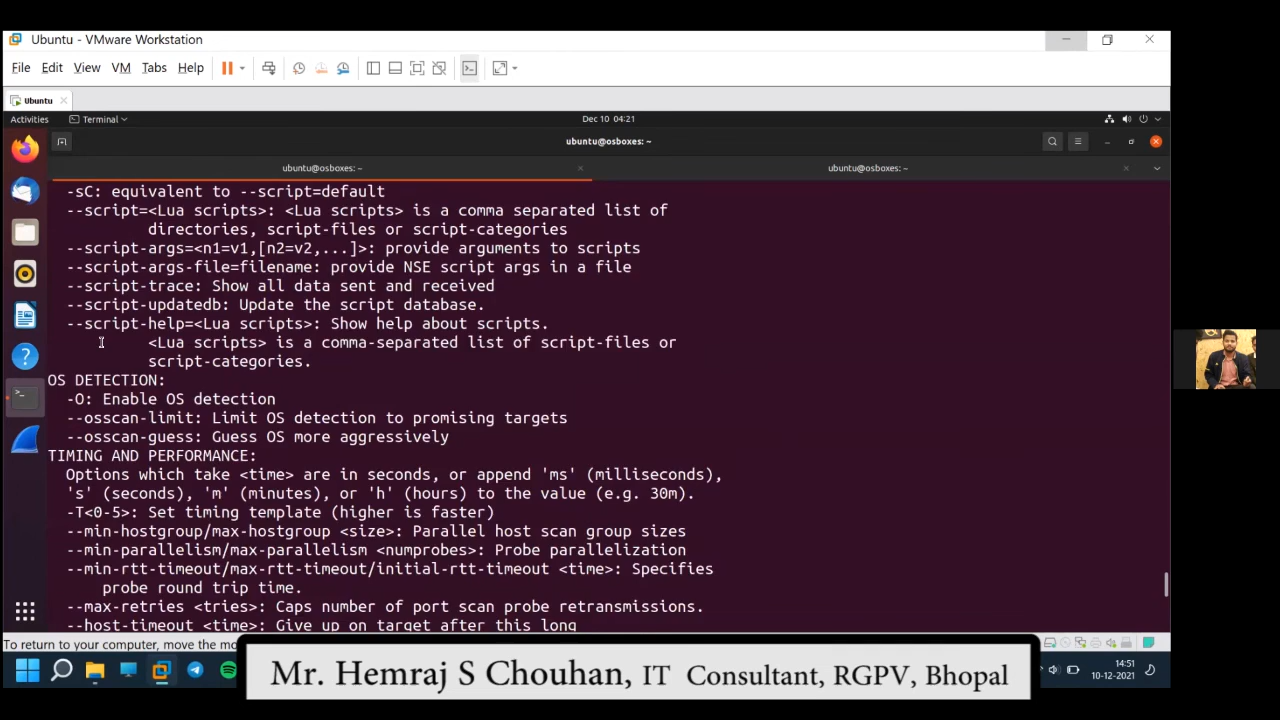 Ubuntu - VMware Workstation
File Edit View VM Tabs Help
Ubuntu
Activities Terminal Dec 10 04:21
ubuntu@osboxes: ~
ubuntu@osboxes: ~ ubuntu@osboxes: ~
-sC: equivalent to --script=default
--script=<Lua scripts>: <Lua scripts> is a comma separated list of
directories, script-files or script-categories
--script-args=<n1=v1,[n2=v2,...]>: provide arguments to scripts
--script-args-file=filename: provide NSE script args in a file
--script-trace: Show all data sent and received
--script-updatedb: Update the script database.
--script-help=<Lua scripts>: Show help about scripts.
<Lua scripts> is a comma-separated list of script-files or
script-categories.
OS DETECTION:
-O: Enable OS detection
--osscan-limit: Limit OS detection to promising targets
--osscan-guess: Guess OS more aggressively
TIMING AND PERFORMANCE:
Options which take <time> are in seconds, or append 'ms' (milliseconds),
's' (seconds), 'm' (minutes), or 'h' (hours) to the value (e.g. 30m).
-T<0-5>: Set timing template (higher is faster)
--min-hostgroup/max-hostgroup <size>: Parallel host scan group sizes
--min-parallelism/max-parallelism <numprobes>: Probe parallelization
--min-rtt-timeout/max-rtt-timeout/initial-rtt-timeout <time>: Specifies
probe round trip time.
--max-retries <tries>: Caps number of port scan probe retransmissions.
--host-timeout <time>: Give up on target after this long
To return to your computer, move the mo
14:51
10-12-2021
Mr. Hemraj S Chouhan, IT Consultant, RGPV, Bhopal